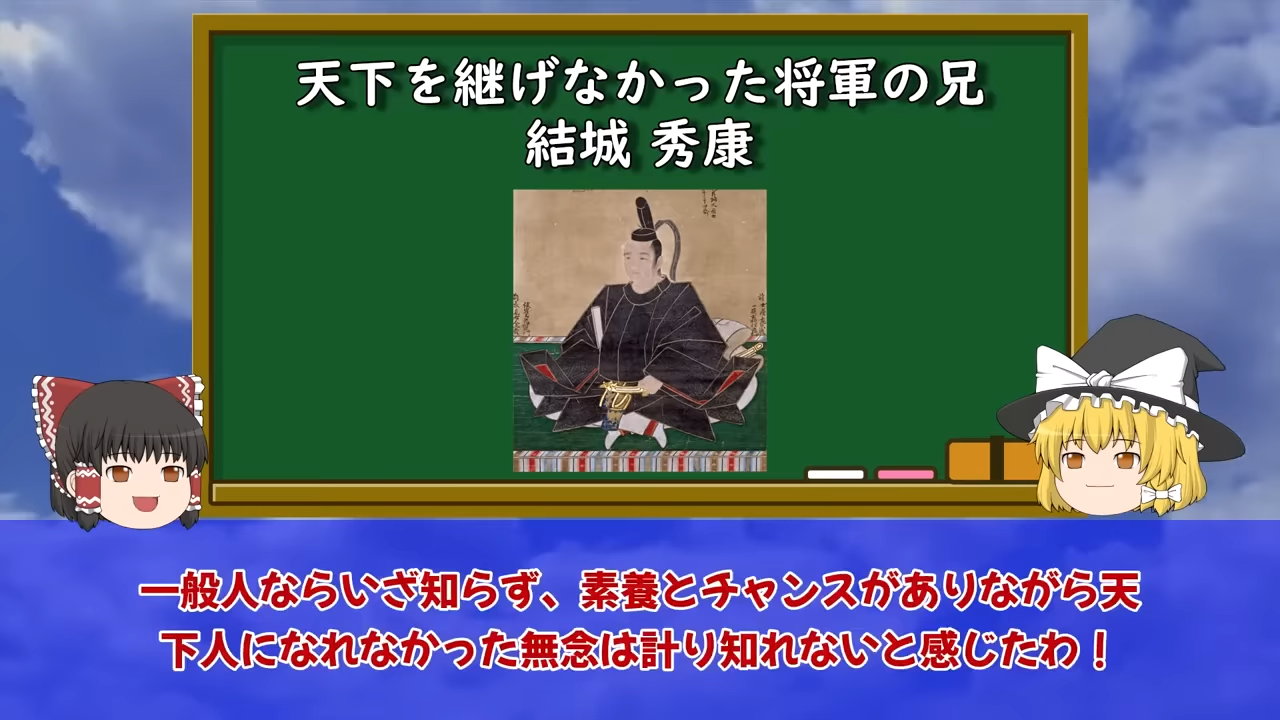 天下を継げなかった将軍の兄
結城 秀康
一般人ならいざ知らず、素養とチャンスがありながら天
下人になれなかった無念は計り知れないと感じたわ！